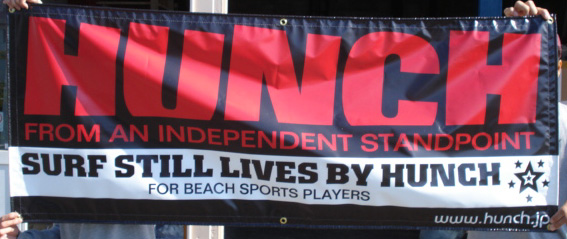 HUNCH
FROM AN INDEPENDENT STANDPOINT
SURF STILL LIVES BY HUNCH
FOR BEACH SPORTS PLAYERS
www.hunch.jp